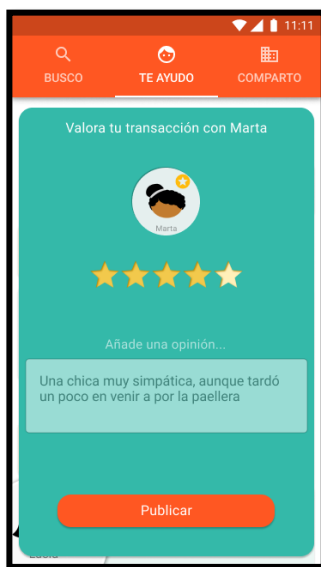 11:11
BUSCO
TE AYUDO
COMPARTO
Valora tu transacción con Marta
Marta
Añade una opinión...
Una chica muy simpática, aunque tardó
un poco en venir a por la paellera
Publicar